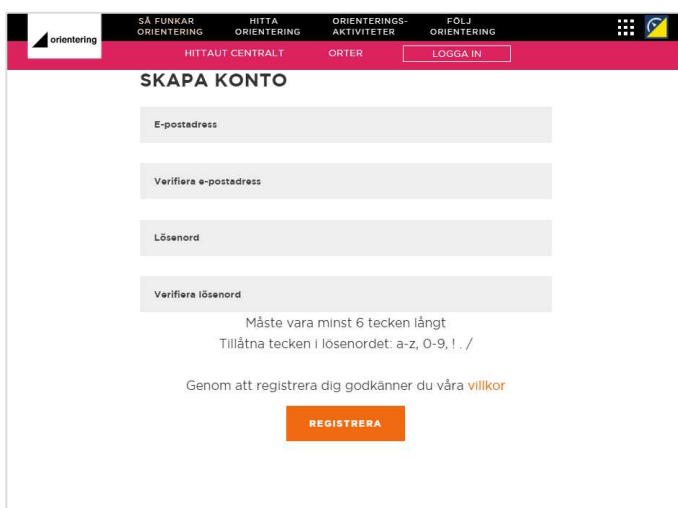 orientering
SÅ FUNKAR
ORIENTERING
HITTA
ORIENTERING
ORIENTERINGS-
AKTIVITETER
FÖLJ
ORIENTERING
HITTAUT CENTRALT
ORTER
LOGGA IN
SKAPA KONTO
E-postadress
Verifiera e-postadress
Lösenord
Verifiera lösenord
Måste vara minst 6 tecken långt
Tillåtna tecken i lösenordet: a-z, 0-9, ! . /
Genom att registrera dig godkänner du våra villkor
REGISTRERA